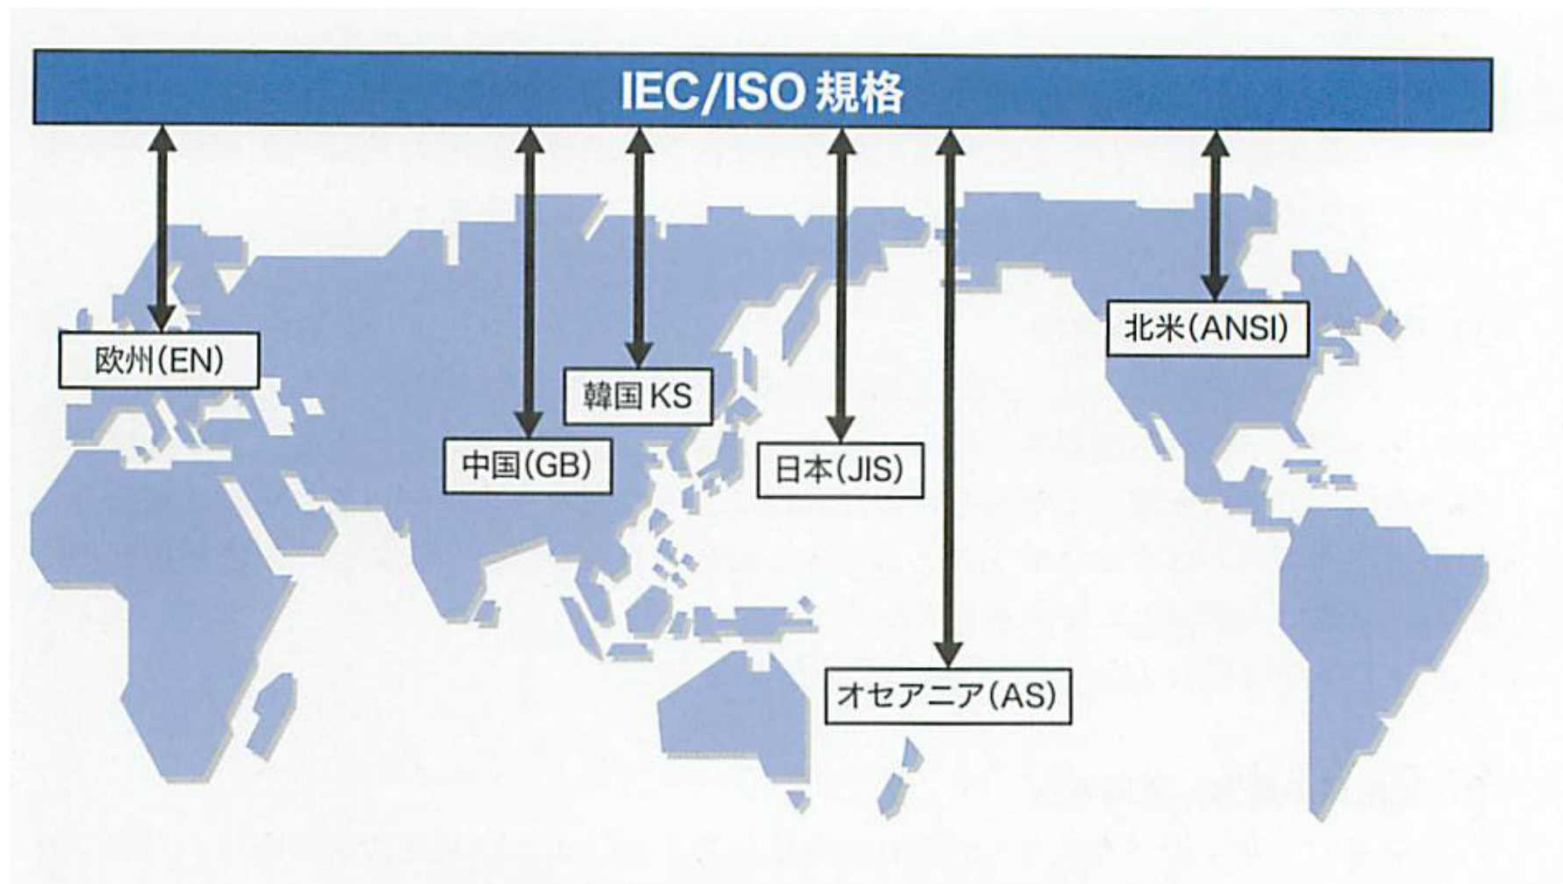 IEC/ISO 規格
欧州(EN)
中国(GB)
韓国 KS
日本(JIS)
オセアニア(AS)
北米(ANSI)